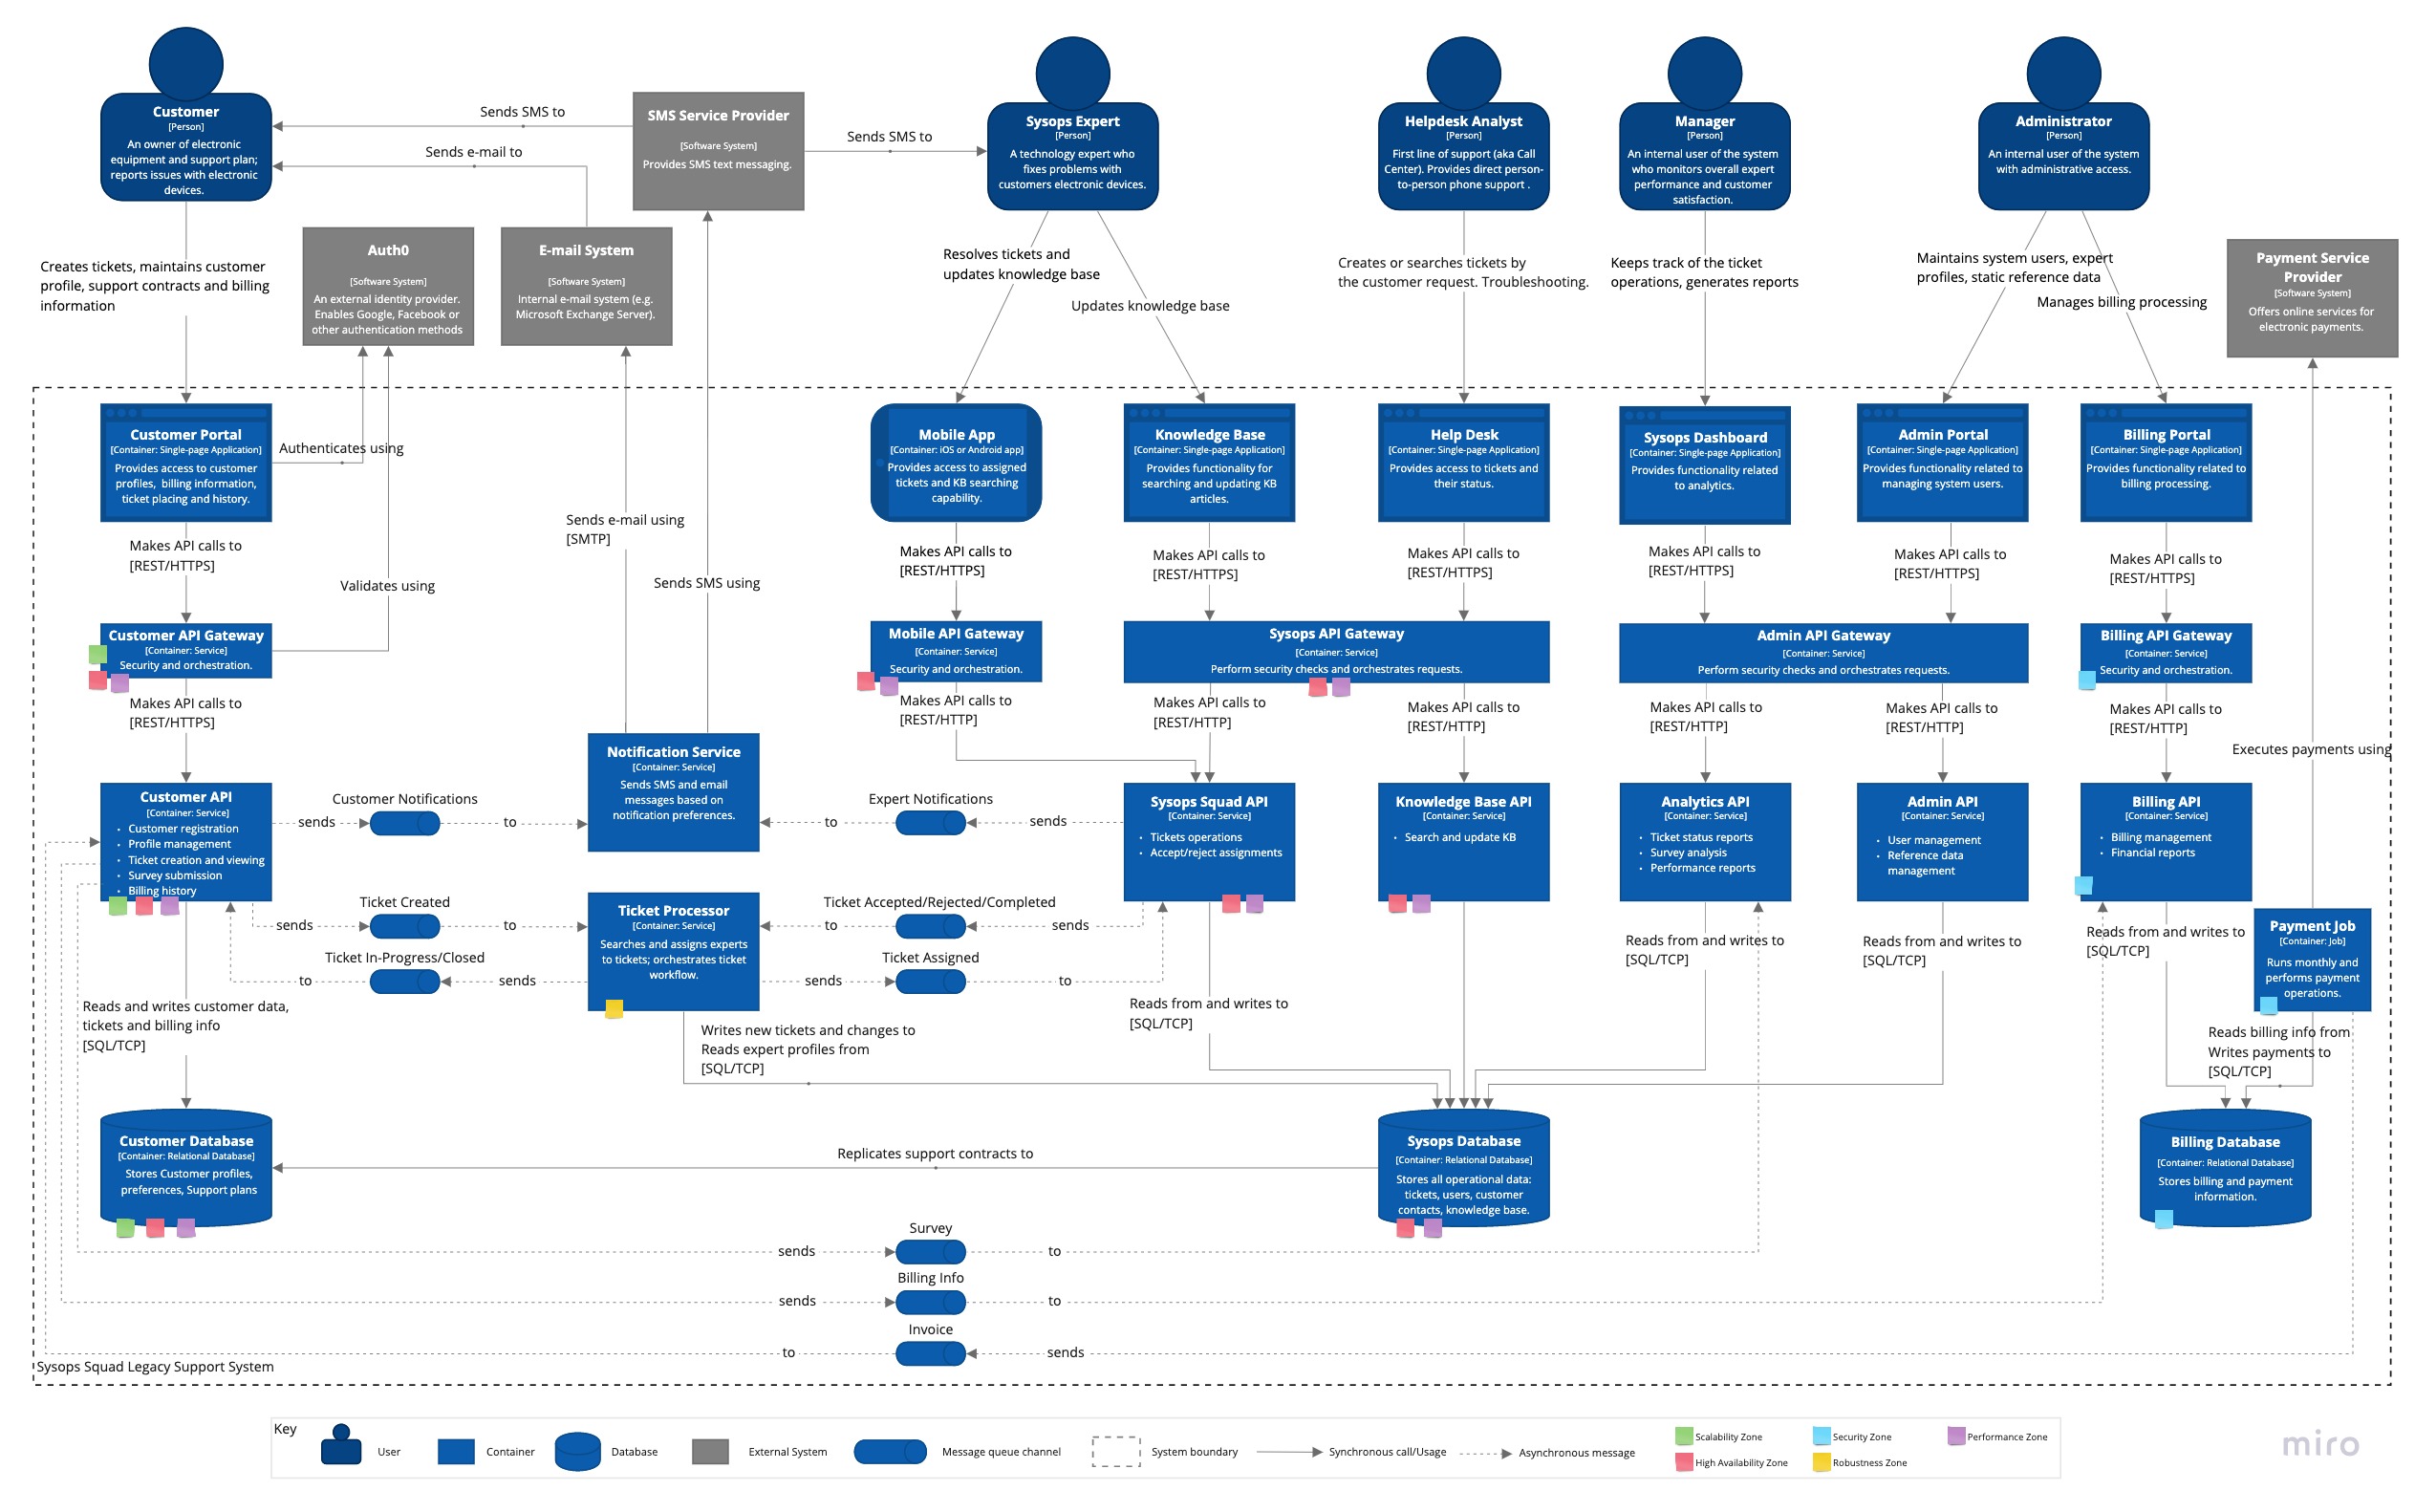 Customer
[Person]
An owner of electronic
equipment and support plan;
reports issues with electronic
devices.
Sends SMS to
Sends e-mail to
SMS Service Provider
[Software System]
Provides SMS text messaging.
Sends SMS to
Sysops Expert
[Person]
A technology expert who
fixes problems with
customers electronic devices.
Helpdesk Analyst
[Person]
First line of support (aka Call
Center). Provides direct person-
to-person phone support .
Manager
[Person]
An internal user of the system
who monitors overall expert
performance and customer
satisfaction.
Administrator
[Person]
An internal user of the system
with administrative access.
Creates tickets, maintains customer
profile, support contracts and billing
information
Auth0
[Software System]
An external identity provider.
Enables Google, Facebook or
other authentication methods
E-mail System
[Software System]
Internal e-mail system (e.g.
Microsoft Exchange Server).
Resolves tickets and
updates knowledge base
Updates knowledge base
Creates or searches tickets by
the customer request. Troubleshooting.
Keeps track of the ticket
operations, generates reports
Maintains system users, expert
profiles, static reference data
Manages billing processing
Payment Service
Provider
[Software System]
Offers online services for
electronic payments.
Customer Portal
[Container: Single-page Application]
Provides access to customer
profiles, billing information,
ticket placing and history.
Authenticates using
Mobile App
[Container: iOS or Android app]
Provides access to assigned
tickets and KB searching
capability.
Knowledge Base
[Container: Single-page Application]
Provides functionality for
searching and updating KB
articles.
Help Desk
[Container: Single-page Application]
Provides access to tickets and
their status.
Sysops Dashboard
[Container: Single-page Application]
Provides functionality related
to analytics.
Admin Portal
[Container: Single-page Application]
Provides functionality related to
managing system users.
Billing Portal
[Container: Single-page Application]
Provides functionality related to
billing processing.
Makes API calls to
[REST/HTTPS]
Validates using
Sends e-mail using
[SMTP]
Sends SMS using
Makes API calls to
[REST/HTTPS]
Makes API calls to
[REST/HTTPS]
Makes API calls to
[REST/HTTPS]
Makes API calls to
[REST/HTTPS]
Makes API calls to
[REST/HTTPS]
Makes API calls to
[REST/HTTPS]
Customer API Gateway
[Container: Service]
Security and orchestration.
Mobile API Gateway
[Container: Service]
Security and orchestration.
Sysops API Gateway
[Container: Service]
Perform security checks and orchestrates requests.
Admin API Gateway
[Container: Service]
Perform security checks and orchestrates requests.
Billing API Gateway
[Container: Service]
Security and orchestration.
Makes API calls to
[REST/HTTPS]
Makes API calls to
[REST/HTTP]
Makes API calls to
[REST/HTTP]
Makes API calls to
[REST/HTTP]
Makes API calls to
[REST/HTTP]
Makes API calls to
[REST/HTTP]
Makes API calls to
[REST/HTTP]
Executes payments using
Customer API
[Container: Service]
• Customer registration
• Profile management
• Ticket creation and viewing
• Survey submission
• Billing history
Customer Notifications
sends
to
Notification Service
[Container: Service]
Sends SMS and email
messages based on
notification preferences.
Expert Notifications
to
sends
Sysops Squad API
[Container: Service]
• Tickets operations
• Accept/reject assignments
Knowledge Base API
[Container: Service]
• Search and update KB
Analytics API
[Container: Service]
• Ticket status reports
• Survey analysis
• Performance reports
Admin API
[Container: Service]
• User management
• Reference data
management
Billing API
[Container: Service]
• Billing management
• Financial reports
Ticket Created
sends
to
Ticket In-Progress/Closed
to
sends
Ticket Processor
[Container: Service]
Searches and assigns experts
to tickets; orchestrates ticket
workflow.
Ticket Accepted/Rejected/Completed
to
sends
Ticket Assigned
sends
to
Payment Job
[Container: Job]
Runs monthly and
performs payment
operations.
Reads and writes customer data,
tickets and billing info
[SQL/TCP]
Writes new tickets and changes to
Reads expert profiles from
[SQL/TCP]
Reads from and writes to
[SQL/TCP]
Reads from and writes to
[SQL/TCP]
Reads from and writes to
[SQL/TCP]
Reads from and writes to
[SQL/TCP]
Reads billing info from
Writes payments to
[SQL/TCP]
Customer Database
[Container: Relational Database]
Stores Customer profiles,
preferences, Support plans
Replicates support contracts to
Sysops Database
[Container: Relational Database]
Stores all operational data:
tickets, users, customer
contacts, knowledge base.
Billing Database
[Container: Relational Database]
Stores billing and payment
information.
Survey
sends
to
Billing Info
sends
to
Invoice
to
sends
Sysops Squad Legacy Support System
Key
User
Container
Database
External System
Message queue channel
System boundary
Synchronous call/Usage
Asynchronous message
Scalability Zone
Security Zone
Performance Zone
High Availability Zone
Robustness Zone
miro